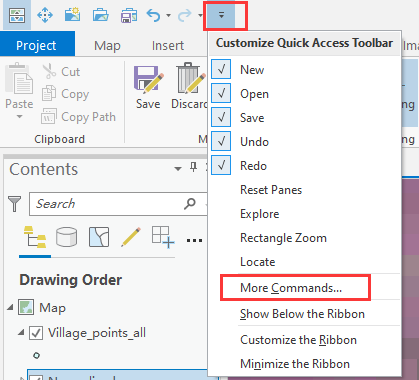 Project
Map
Insert
Customize Quick Access Toolbar
Cut
Copy
Copy Path
Paste
Save
Discard
Clipboard
New
Open
Save
Undo
Redo
Reset Panes
Explore
Rectangle Zoom
Locate
More Commands...
Show Below the Ribbon
Customize the Ribbon
Minimize the Ribbon
Contents
Search
Drawing Order
Map
Village_points_all